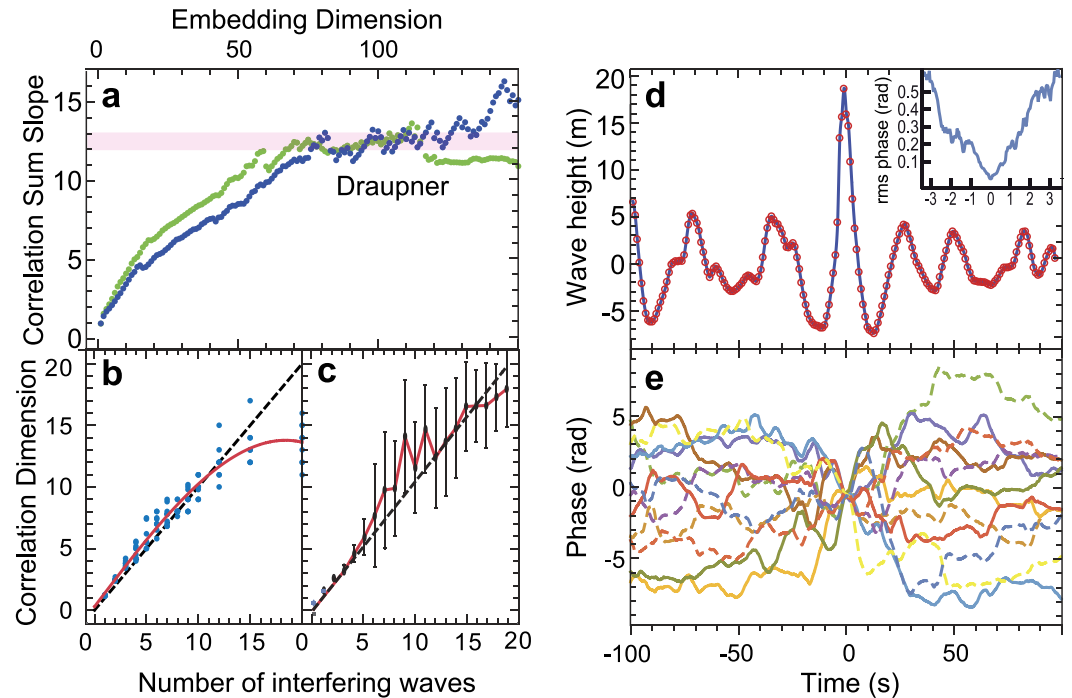 Embedding Dimension
0 50 100
a
Correlation Sum Slope
15
10
5
0
Draupner
b
c
Correlation Dimension
20
15
10
5
0
0 5 10 15 0 5 10 15 20
Number of interfering waves
d
Wave height (m)
20
15
10
5
0
-5
rms phase (rad)
0.5
0.4
0.3
0.2
0.1
-3 -2 -1 0 1 2 3
e
Phase (rad)
5
0
-5
-100 -50 0 50
Time (s)